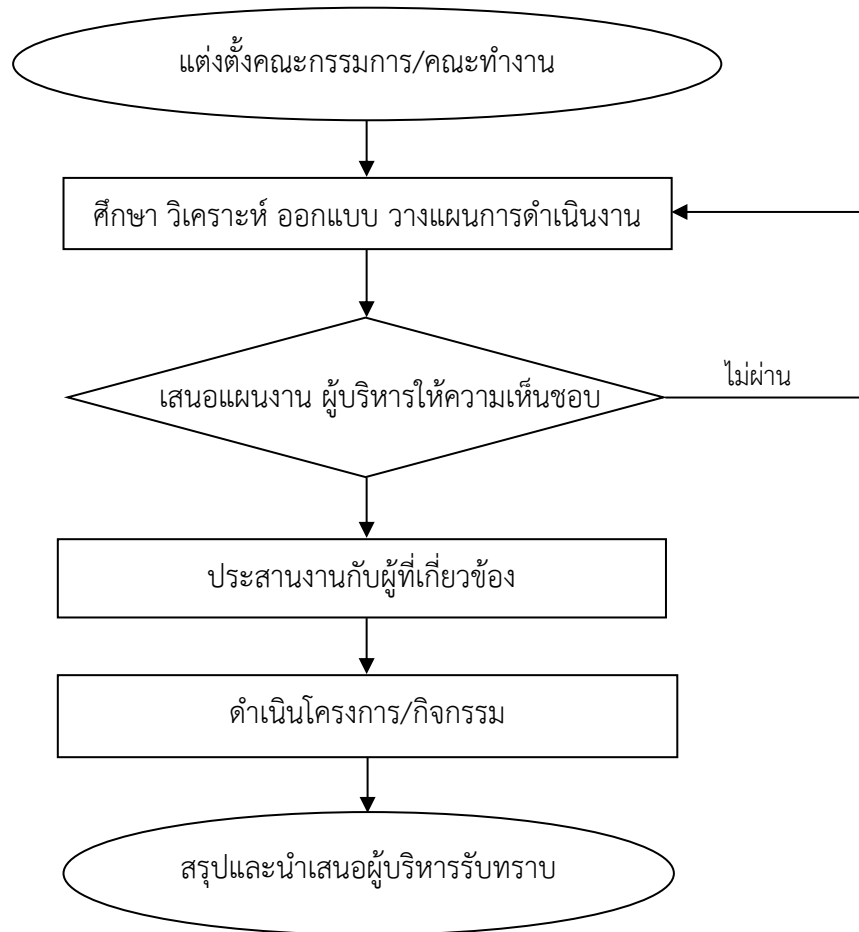 แต่งตั้งคณะกรรมการ/คณะทำงาน
ศึกษา วิเคราะห์ ออกแบบ วางแผนการดำเนินงาน
เสนอแผนงาน ผู้บริหารให้ความเห็นชอบ
ไม่ผ่าน
ประสานงานกับผู้ที่เกี่ยวข้อง
ดำเนินโครงการ/กิจกรรม
สรุปและนำเสนอผู้บริหารรับทราบ